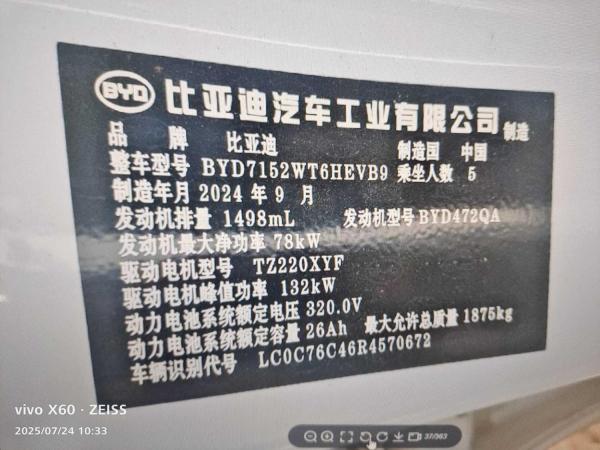 BYD 比亚迪汽车工业有限公司 制造
品 牌 比亚迪 制造国 中国
整车型号 BYD7152WT6HEVB9 乘坐人数 5
制造年月 2024 年 9 月
发动机排量 1498mL 发动机型号 BYD472QA
发动机最大净功率 78kW
驱动电机型号 TZ220XYF
驱动电机峰值功率 132kW
动力电池系统额定电压 320.0V
动力电池系统额定容量 26Ah 最大允许总质量 1875kg
车辆识别代号 LC0C76C46R4570672
vivo X60 · ZEISS
2025/07/24 10:33
37/363